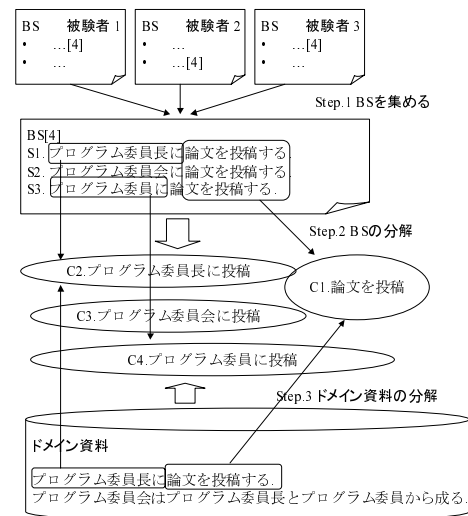 BS 被験者 1
• …[4]
• …
BS 被験者 2
• …
• …[4]
BS 被験者 3
• …[4]
• …
Step.1 BSを集める
BS[4]
S1. プログラム委員長に論文を投稿する.
S2. プログラム委員会に論文を投稿する.
S3. プログラム委員に論文を投稿する.
Step.2 BSの分解
C2.プログラム委員長に投稿
C1.論文を投稿
C3.プログラム委員会に投稿
C4.プログラム委員に投稿
Step.3 ドメイン資料の分解
ドメイン資料
プログラム委員長に論文を投稿する.
プログラム委員会はプログラム委員長とプログラム委員から成る.